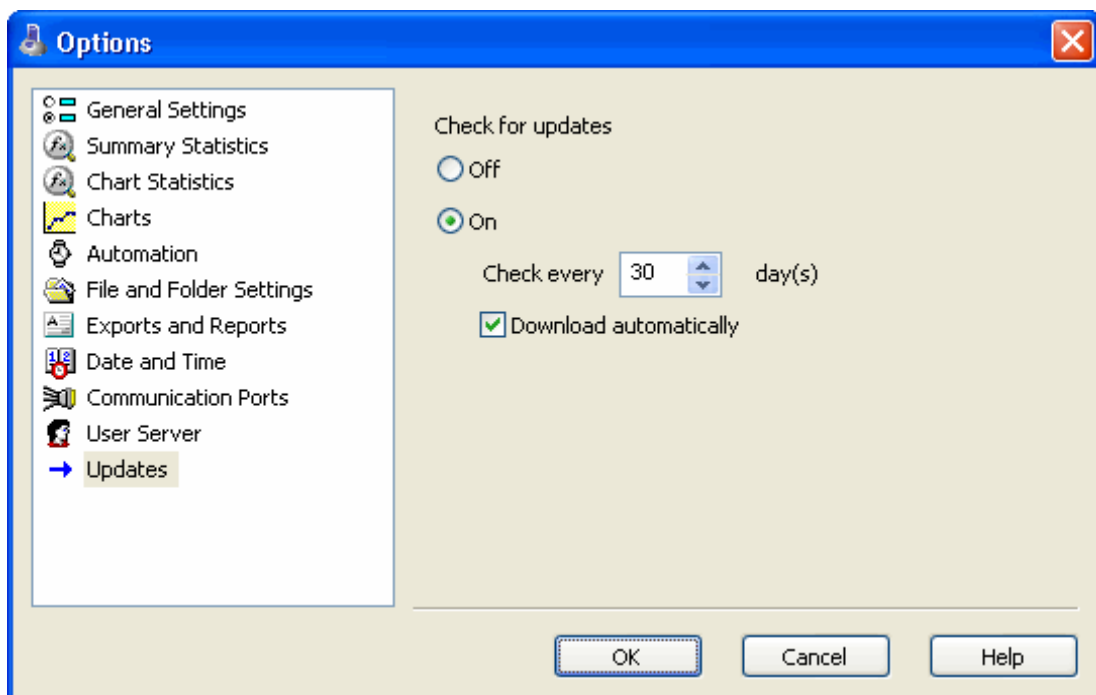 Options
General Settings
Summary Statistics
Chart Statistics
Charts
Automation
File and Folder Settings
Exports and Reports
Date and Time
Communication Ports
User Server
Updates
Check for updates
Off
On
Check every 30 day(s)
Download automatically
OK Cancel Help